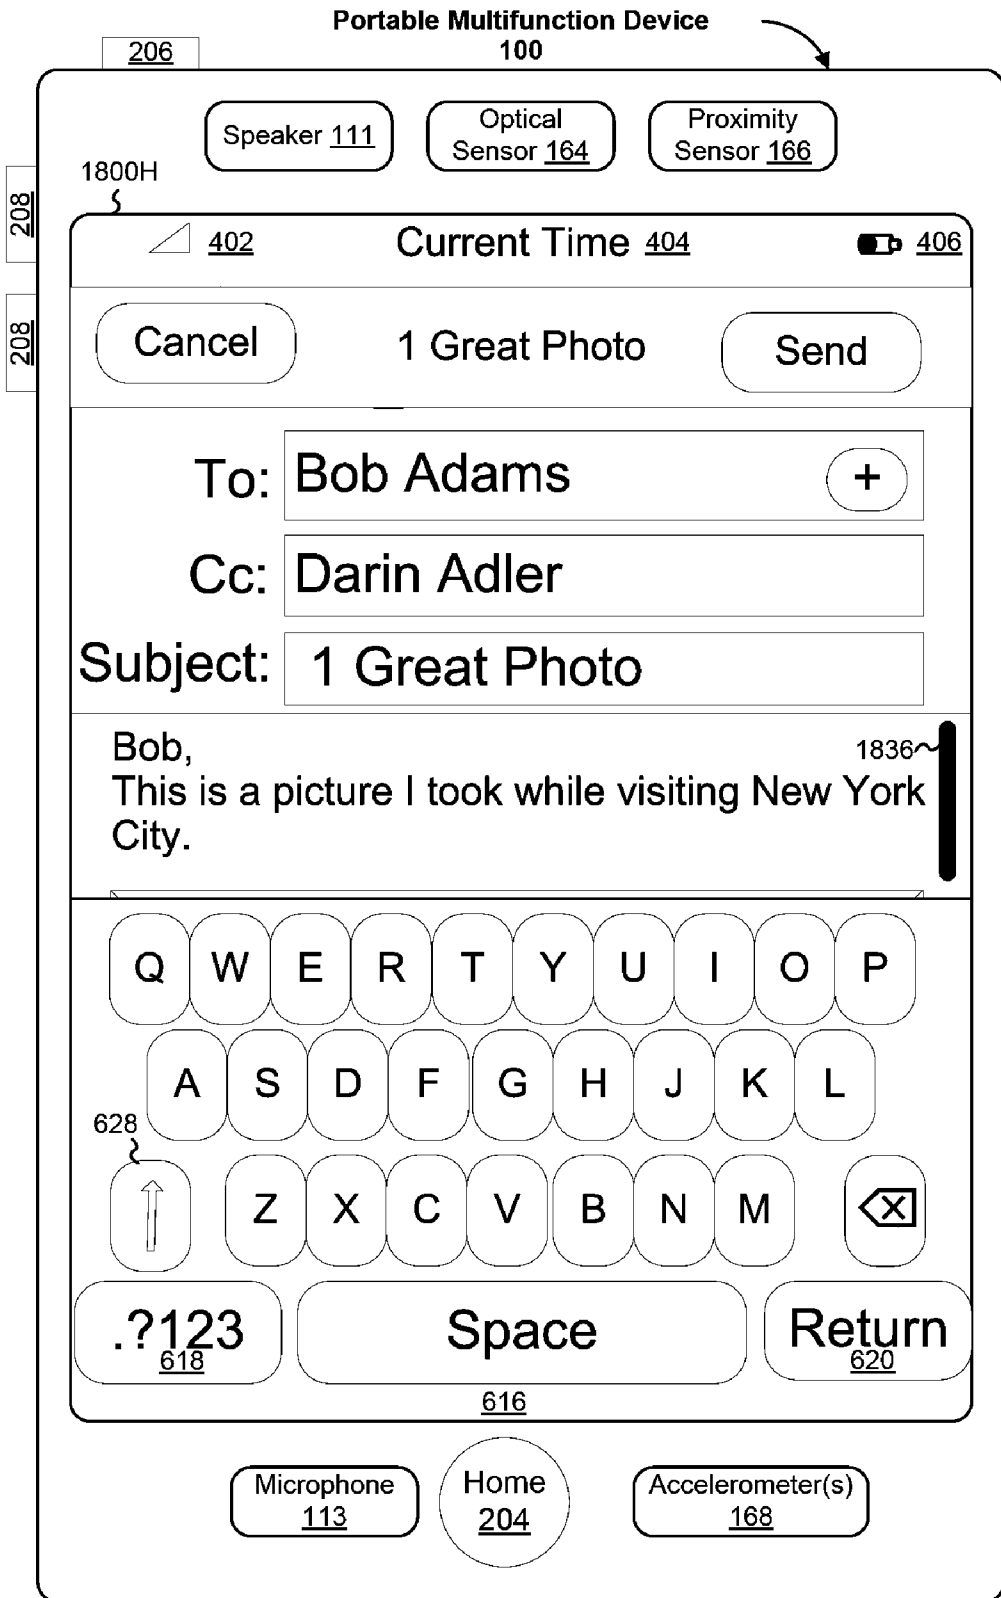 Portable Multifunction Device
100
206
Speaker 111
Optical
Sensor 164
Proximity
Sensor 166
1800H
208
208
402
Current Time 404
406
Cancel
1 Great Photo
Send
To: Bob Adams +
Cc: Darin Adler
Subject: 1 Great Photo
Bob,
1836
This is a picture I took while visiting New York
City.
Q W E R T Y U I O P
A S D F G H J K L
628
Z X C V B N M
.?123
618
Space
Return
620
616
Microphone
113
Home
204
Accelerometer(s)
168